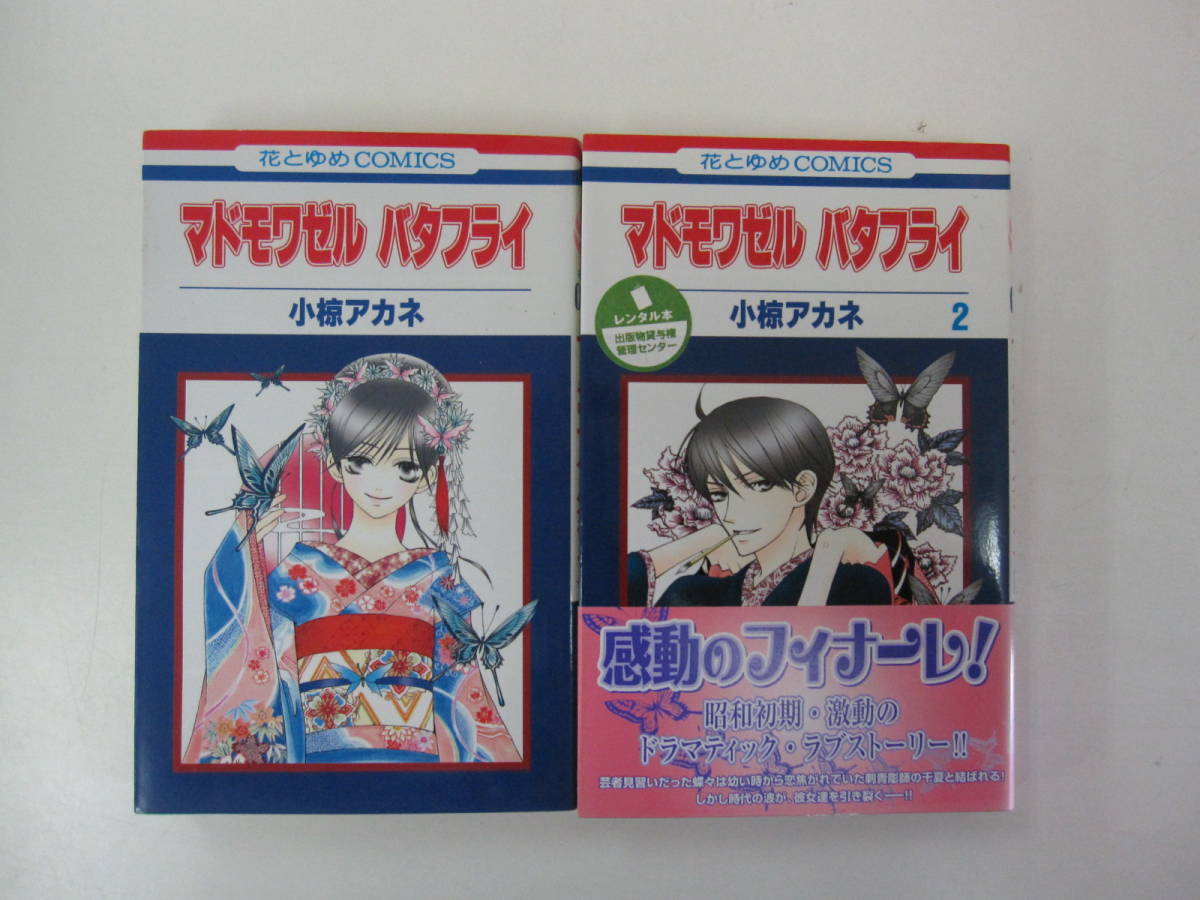 花とゆめCOMICS
マドモワゼル バタフライ
小椋アカネ
花とゆめCOMICS
マドモワゼル バタフライ
小椋アカネ 2
レンタル本
出版物貸与権
管理センター
感動のフィナーレ!
昭和初期・激動の
ドラマティック・ラブストーリー!!
芸者見習いだった蝶々は幼い時から恋焦がれていた刺青彫師の千夏と結ばれる!
しかし時代の波が、彼女達を引き裂く──!!